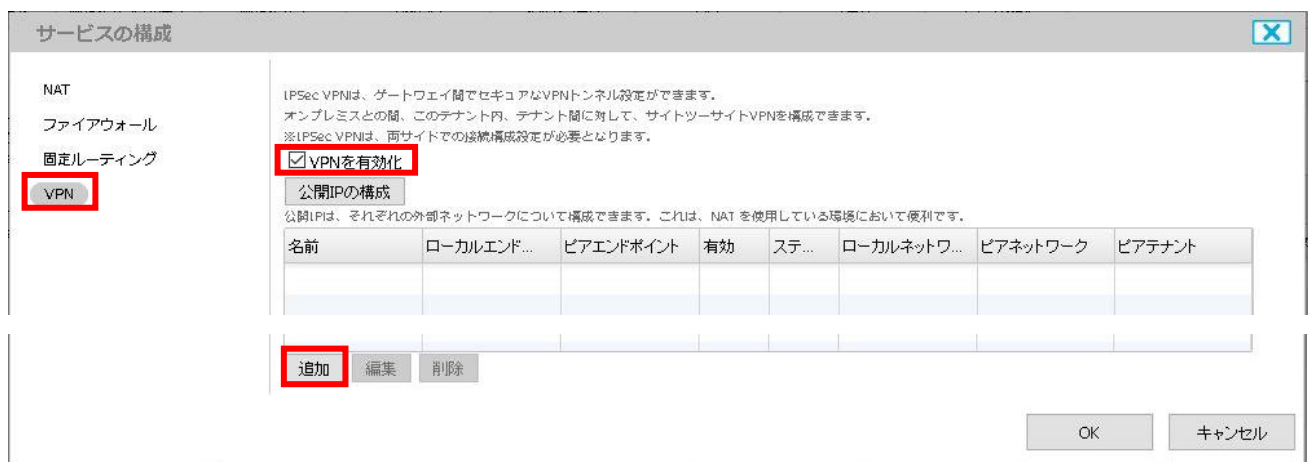 サービスの構成
NAT
ファイアウォール
固定ルーティング
VPN
IPSec VPNは、ゲートウェイ間でセキュアなVPNトンネル設定ができます。
オンプレミスとの間、このテナント内、テナント間に対して、サイトツーサイトVPNを構成できます。
※IPSec VPNは、両サイドでの接続構成設定が必要となります。
VPNを有効化
公開IPの構成
公開IPは、それぞれの外部ネットワークについて構成できます。これは、NAT を使用している環境において便利です。
名前 ローカルエンド... ピアエンドポイント 有効 ステ... ローカルネットワ... ピアネットワーク ピアテナント
追加 編集 削除
OK キャンセル